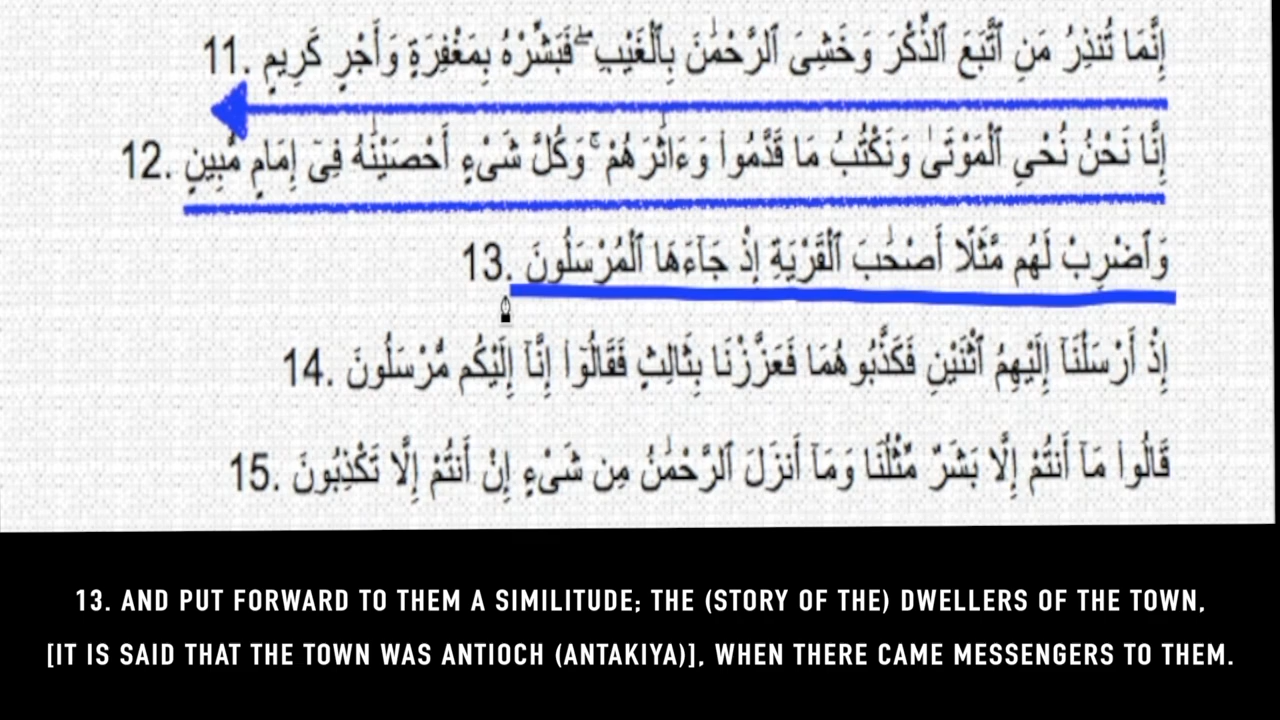 إِنَّمَا تُنذِرُ مَنِ ٱتَّبَعَ ٱلذِّكْرَ وَخَشِىَ ٱلرَّحْمَٰنَ بِٱلْغَيْبِ ۖ فَبَشِّرْهُ بِمَغْفِرَةٍ وَأَجْرٍ كَرِيمٍ .11
إِنَّا نَحْنُ نُحْىِ ٱلْمَوْتَىٰ وَنَكْتُبُ مَا قَدَّمُوا۟ وَءَاثَٰرَهُمْ ۚ وَكُلَّ شَىْءٍ أَحْصَيْنَٰهُ فِىٓ إِمَامٍ مُّبِينٍ .12
وَٱضْرِبْ لَهُم مَّثَلًا أَصْحَٰبَ ٱلْقَرْيَةِ إِذْ جَآءَهَا ٱلْمُرْسَلُونَ .13
إِذْ أَرْسَلْنَآ إِلَيْهِمُ ٱثْنَيْنِ فَكَذَّبُوهُمَا فَعَزَّزْنَا بِثَالِثٍ فَقَالُوٓا۟ إِنَّآ إِلَيْكُم مُّرْسَلُونَ .14
قَالُوا۟ مَآ أَنتُمْ إِلَّا بَشَرٌ مِّثْلُنَا وَمَآ أَنزَلَ ٱلرَّحْمَٰنُ مِن شَىْءٍ إِنْ أَنتُمْ إِلَّا تَكْذِبُونَ .15
13. AND PUT FORWARD TO THEM A SIMILITUDE; THE (STORY OF THE) DWELLERS OF THE TOWN,
[IT IS SAID THAT THE TOWN WAS ANTIOCH (ANTAKIYA)], WHEN THERE CAME MESSENGERS TO THEM.